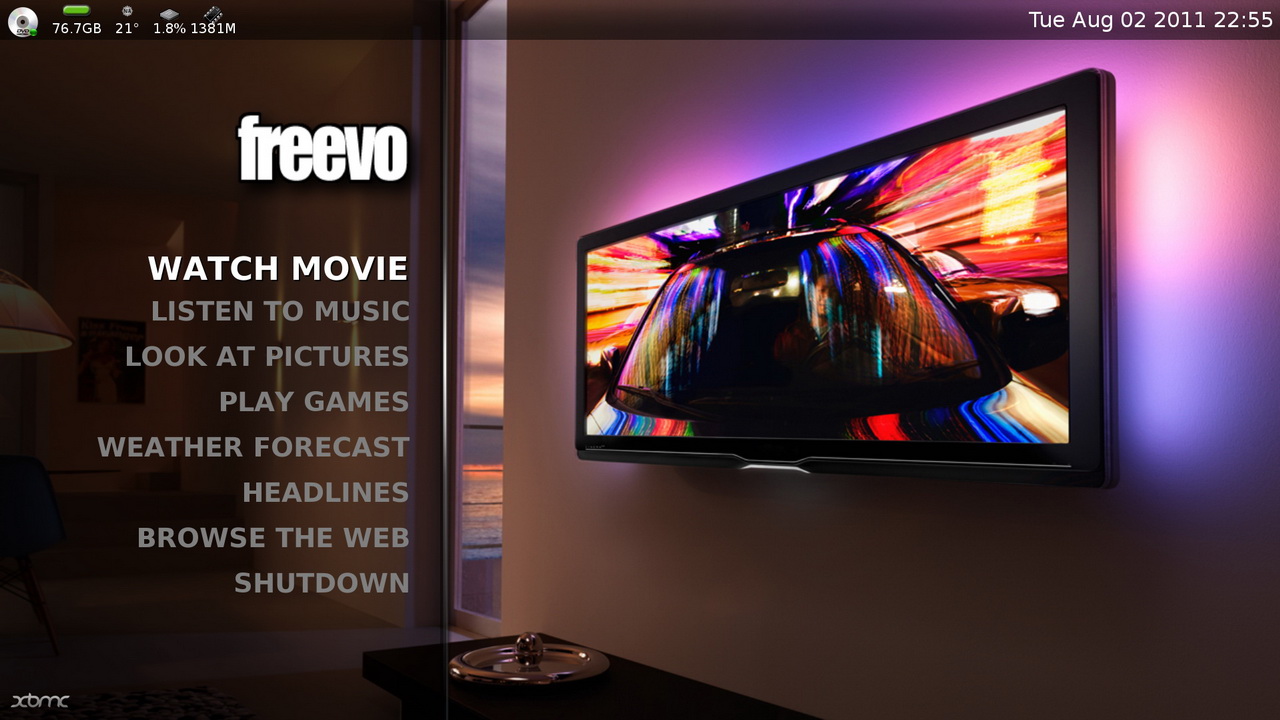 76.7GB 21° 1.8% 1381M
Tue Aug 02 2011 22:55
freevo
WATCH MOVIE
LISTEN TO MUSIC
LOOK AT PICTURES
PLAY GAMES
WEATHER FORECAST
HEADLINES
BROWSE THE WEB
SHUTDOWN
xbmc